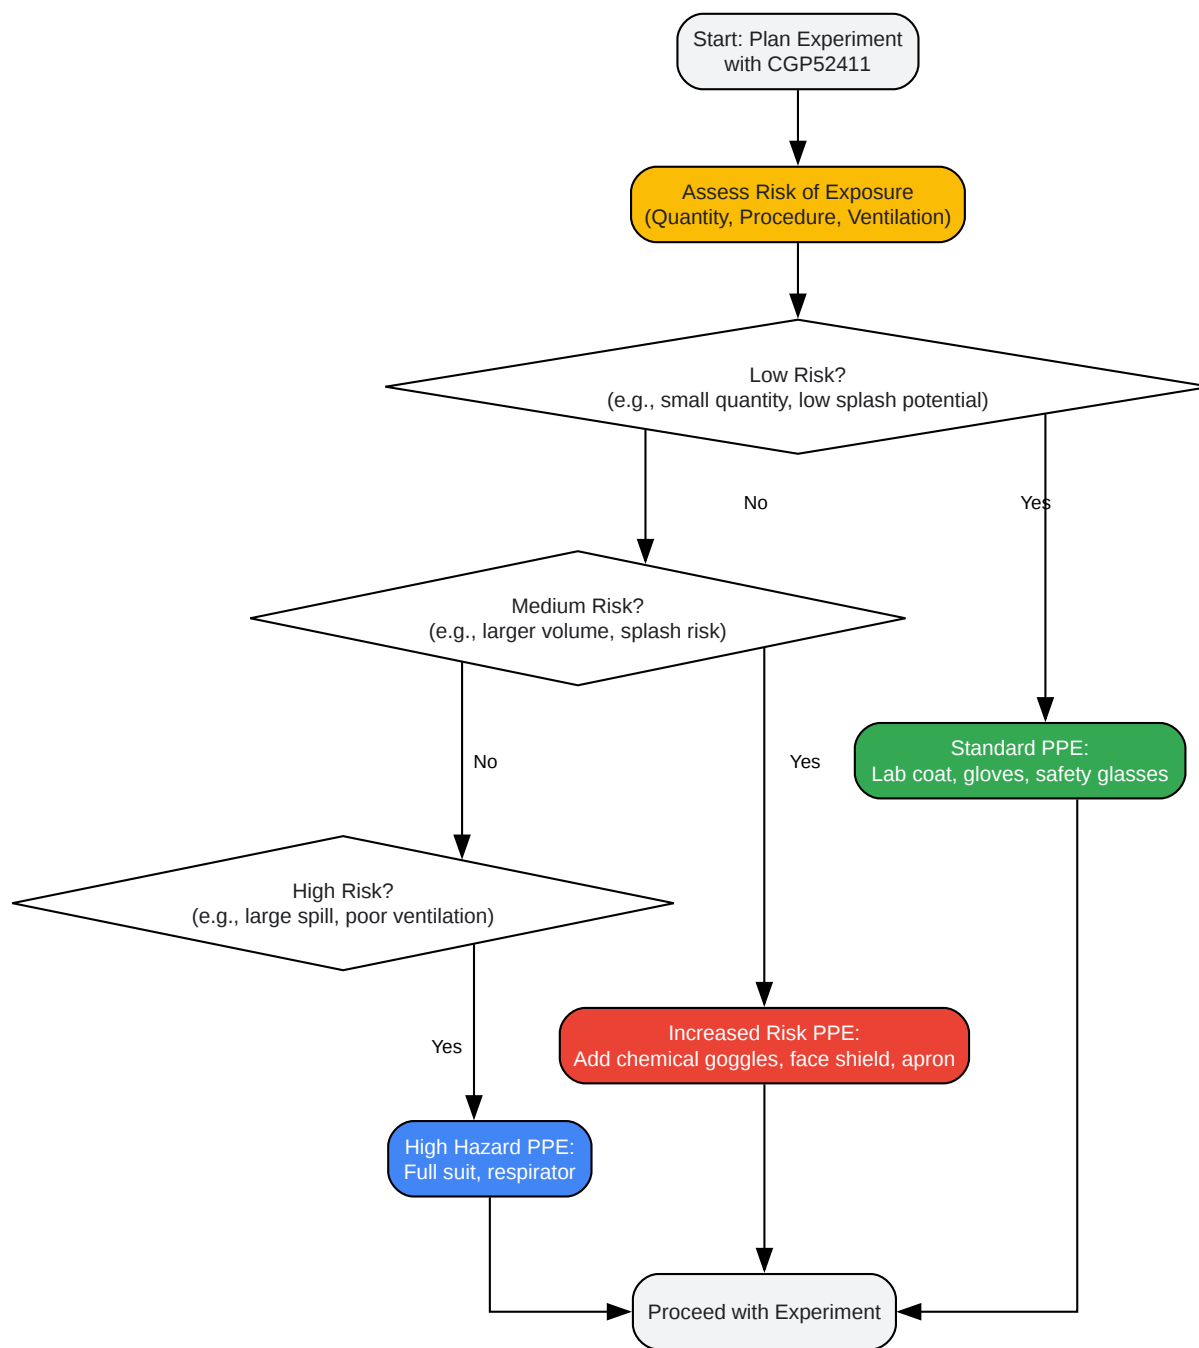 Start: Plan Experiment
with CGP52411
Assess Risk of Exposure
(Quantity, Procedure, Ventilation)
Low Risk?
(e.g., small quantity, low splash potential)
No
Yes
Medium Risk?
(e.g., larger volume, splash risk)
Standard PPE:
Lab coat, gloves, safety glasses
No
Yes
High Risk?
(e.g., large spill, poor ventilation)
Increased Risk PPE:
Add chemical goggles, face shield, apron
Yes
High Hazard PPE:
Full suit, respirator
Proceed with Experiment